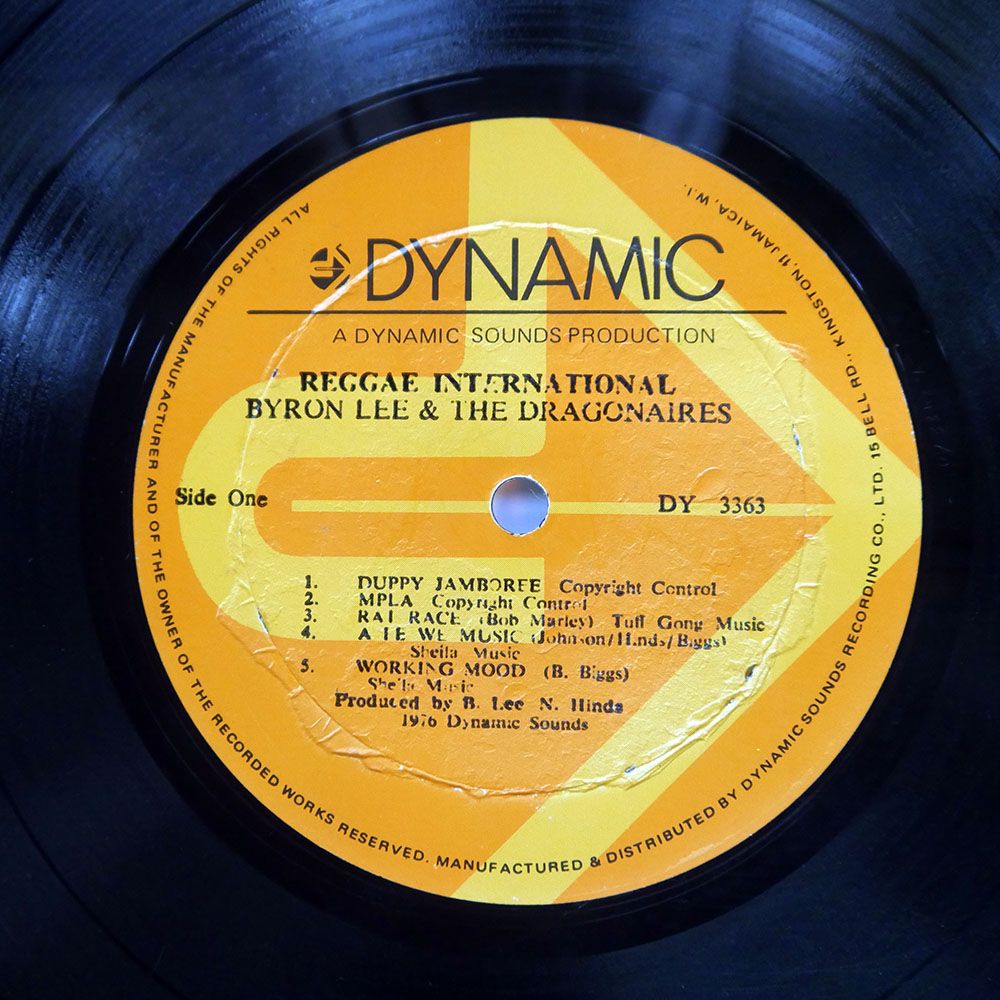 DYNAMIC
A DYNAMIC SOUNDS PRODUCTION
REGGAE INTERNATIONAL
BYRON LEE & THE DRAGONAIRES
Side One
DY 3363
1. DUPPY JAMBOREE Copyright Control
2. MPLA Copyright Control
3. RAT RACE (Bob Marley) Tuff Gong Music
4. A I E WE MUSIC (Johnson/Hinds/Biggs)
Sheila Music
5. WORKING MOOD (B. Biggs)
Sheila Music
Produced by B. Lee N. Hinds
1976 Dynamic Sounds
ALL RIGHTS OF THE MANUFACTURER AND OF THE OWNER OF THE RECORDED WORKS RESERVED. MANUFACTURED & DISTRIBUTED BY DYNAMIC SOUNDS RECORDING CO., LTD. 15 BELL RD., KINGSTON 11 JAMAICA, W.I.